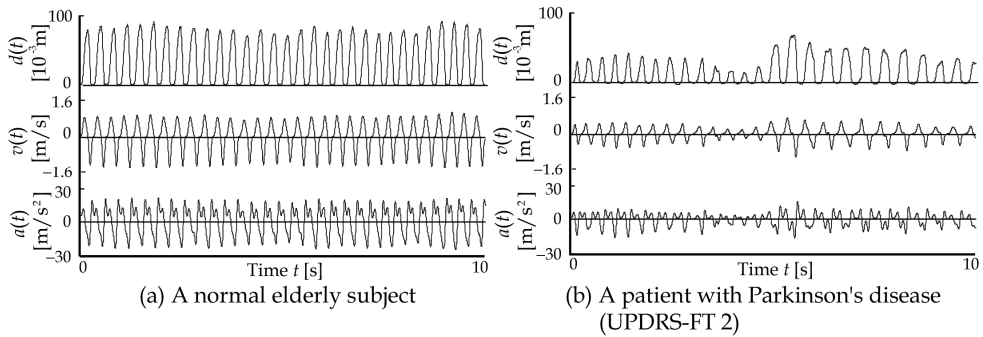 100
d(t)
[10⁻³m]
0
1.6
v(t)
[m/s]
0
−1.6
30
a(t)
[m/s²]
0
−30
0
Time t [s]
10
(a) A normal elderly subject
100
d(t)
[10⁻³m]
0
1.6
v(t)
[m/s]
0
−1.6
30
a(t)
[m/s²]
0
−30
0
Time t [s]
10
(b) A patient with Parkinson's disease
(UPDRS-FT 2)